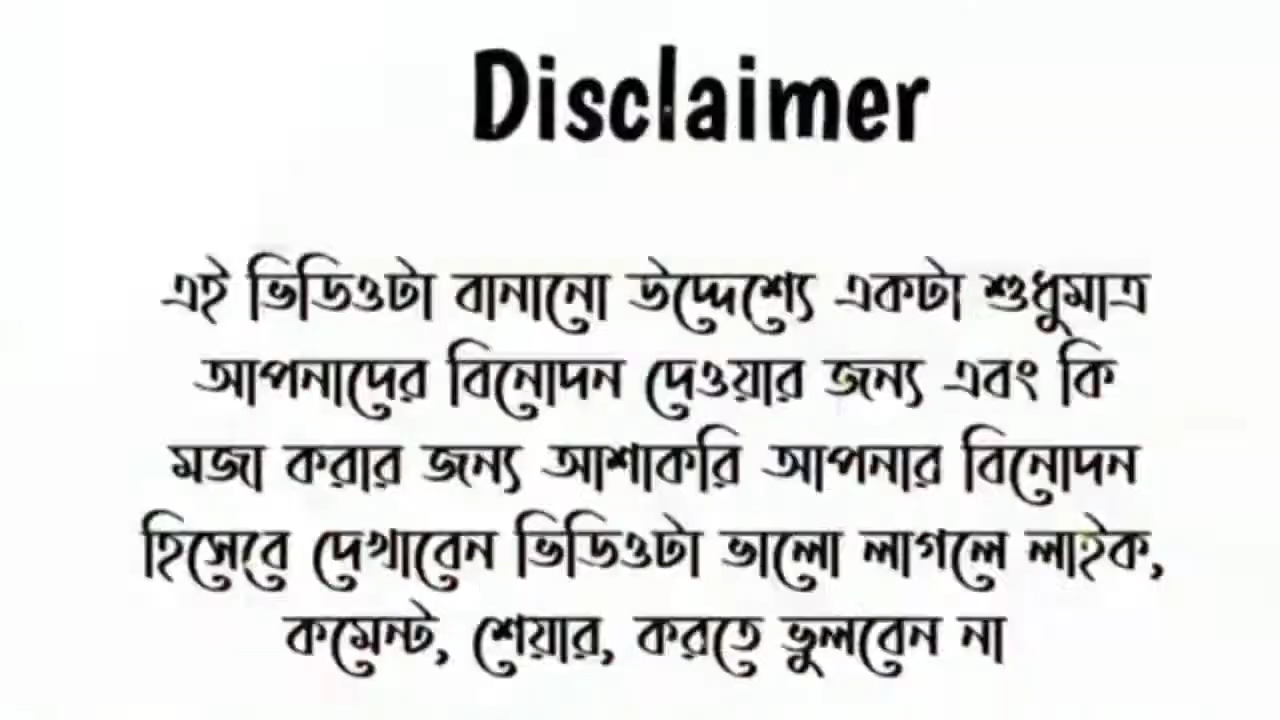 Disclaimer
এই ভিডিওটা বানানো উদ্দেশ্যে একটা শুধুমাত্র
আপনাদের বিনোদন দেওয়ার জন্য এবং কি
মজা করার জন্য আশাকরি আপনার বিনোদন
হিসেবে দেখাবেন ভিডিওটা ভালো লাগলে লাইক,
কমেন্ট, শেয়ার, করতে ভুলবেন না